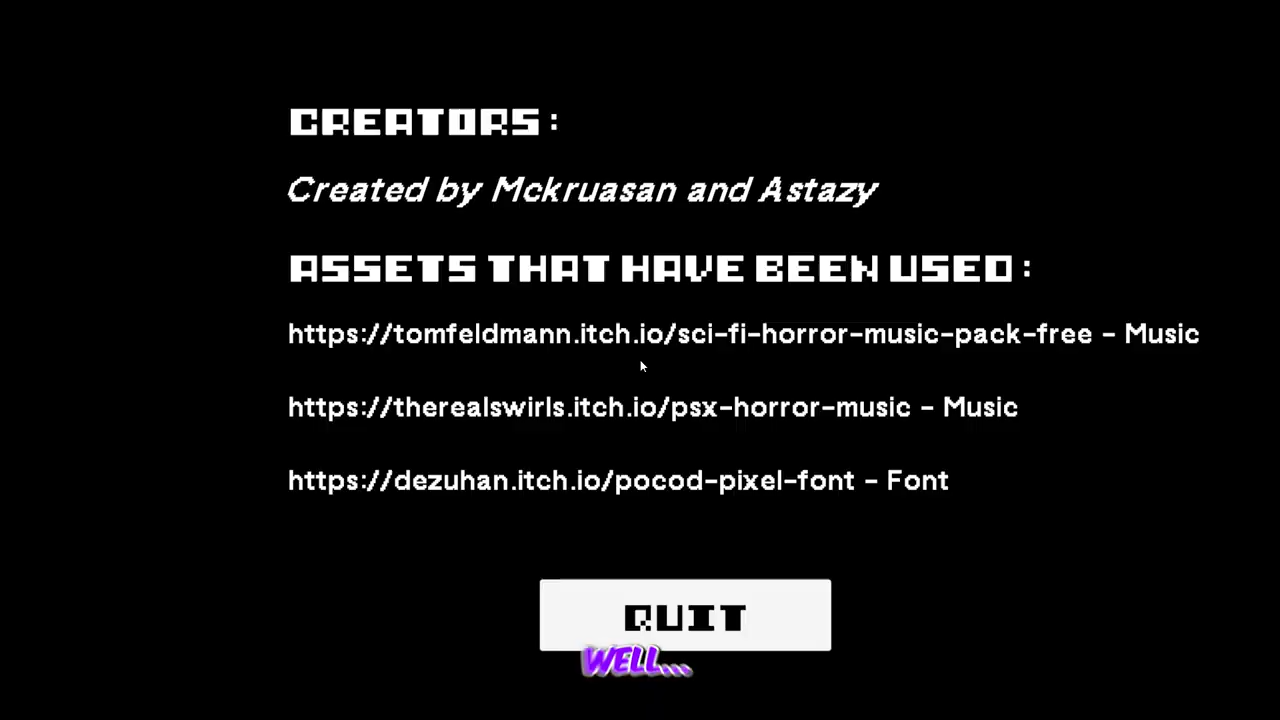 CREATORS:
Created by Mckruasan and Astazy
ASSETS THAT HAVE BEEN USED:
https://tomfeldmann.itch.io/sci-fi-horror-music-pack-free - Music
https://therealswirls.itch.io/psx-horror-music - Music
https://dezuhan.itch.io/pocod-pixel-font - Font
QUIT
WELL...